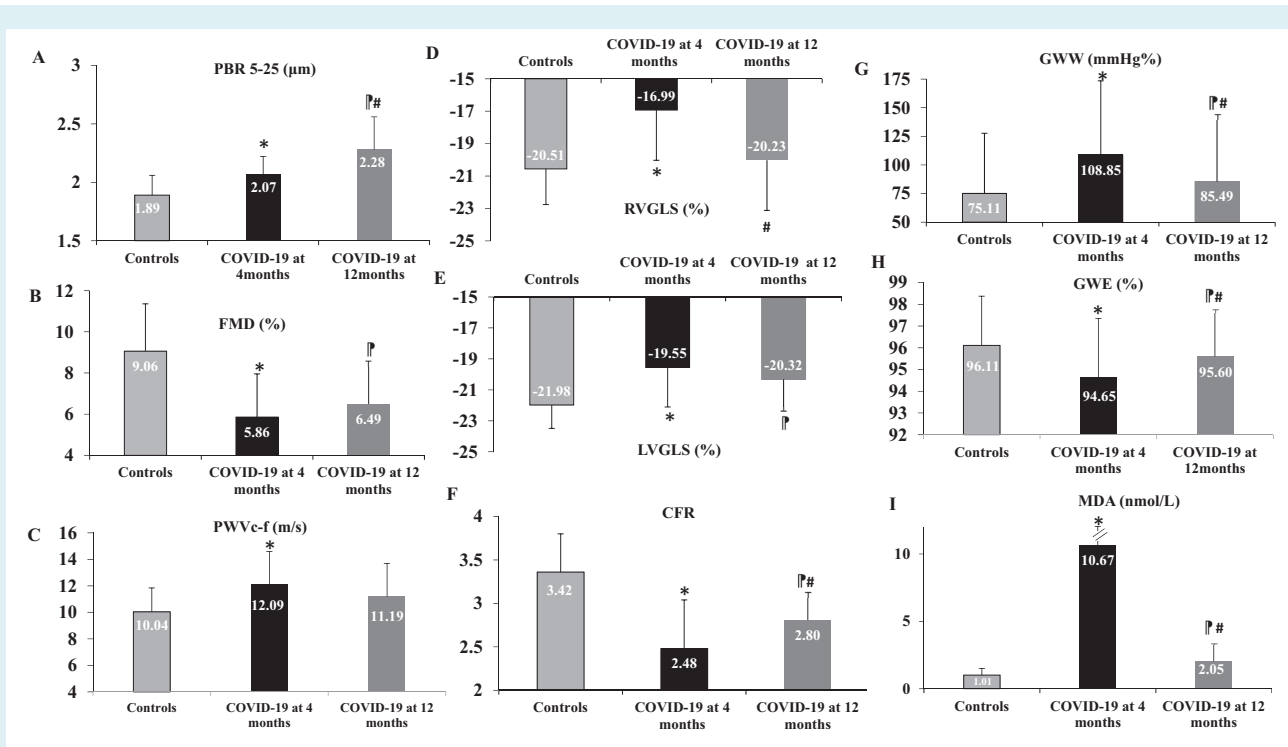 A
PBR 5-25 (µm)
3
2.5
2
1.5
*
⁋#
1.89
2.07
2.28
Controls
COVID-19 at
4months
COVID-19 at
12months
B
FMD (%)
12
10
8
6
4
*
⁋
9.06
5.86
6.49
Controls
COVID-19 at 4
months
COVID-19 at 12
months
C
PWVc-f (m/s)
16
14
12
10
8
6
4
*
10.04
12.09
11.19
Controls
COVID-19 at 4
months
COVID-19 at 12
months
D
Controls
COVID-19 at 4
months
COVID-19 at 12
months
-15
-17
-19
-21
-23
-25
-20.51
-16.99
-20.23
*
#
RVGLS (%)
E
Controls
COVID-19 at 4
months
COVID-19 at 12
months
-15
-17
-19
-21
-23
-25
-21.98
-19.55
-20.32
*
⁋
LVGLS (%)
F
CFR
4
3.5
3
2.5
2
*
⁋#
3.42
2.48
2.80
Controls
COVID-19 at 4
months
COVID-19 at 12
months
G
GWW (mmHg%)
175
150
125
100
75
50
*
⁋#
75.11
108.85
85.49
Controls
COVID-19 at 4
months
COVID-19 at 12
months
H
GWE (%)
99
98
97
96
95
94
93
92
*
⁋#
96.11
94.65
95.60
Controls
COVID-19 at 4
months
COVID-19 at
12months
I
MDA (nmol/L)
10
5
0
*
⁋#
1.01
10.67
2.05
Controls
COVID-19 at 4
months
COVID-19 at 12
months